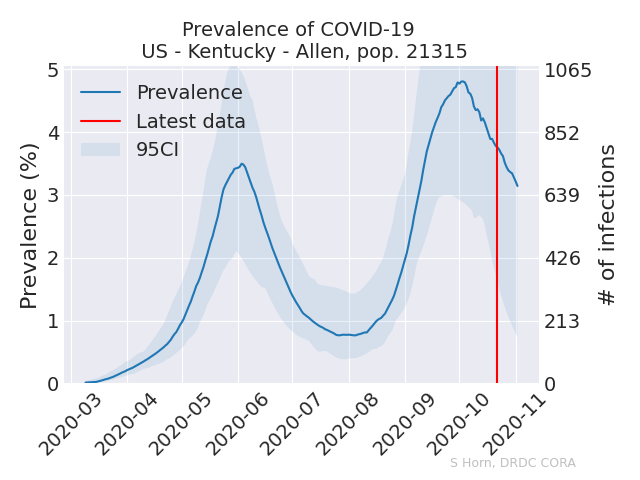 Prevalence of COVID-19
US - Kentucky - Allen, pop. 21315
Prevalence
Latest data
95CI
Prevalence (%)
5
4
3
2
1
0
1065
852
639
426
213
0
# of infections
2020-03
2020-04
2020-05
2020-06
2020-07
2020-08
2020-09
2020-10
2020-11
S Horn, DRDC CORA